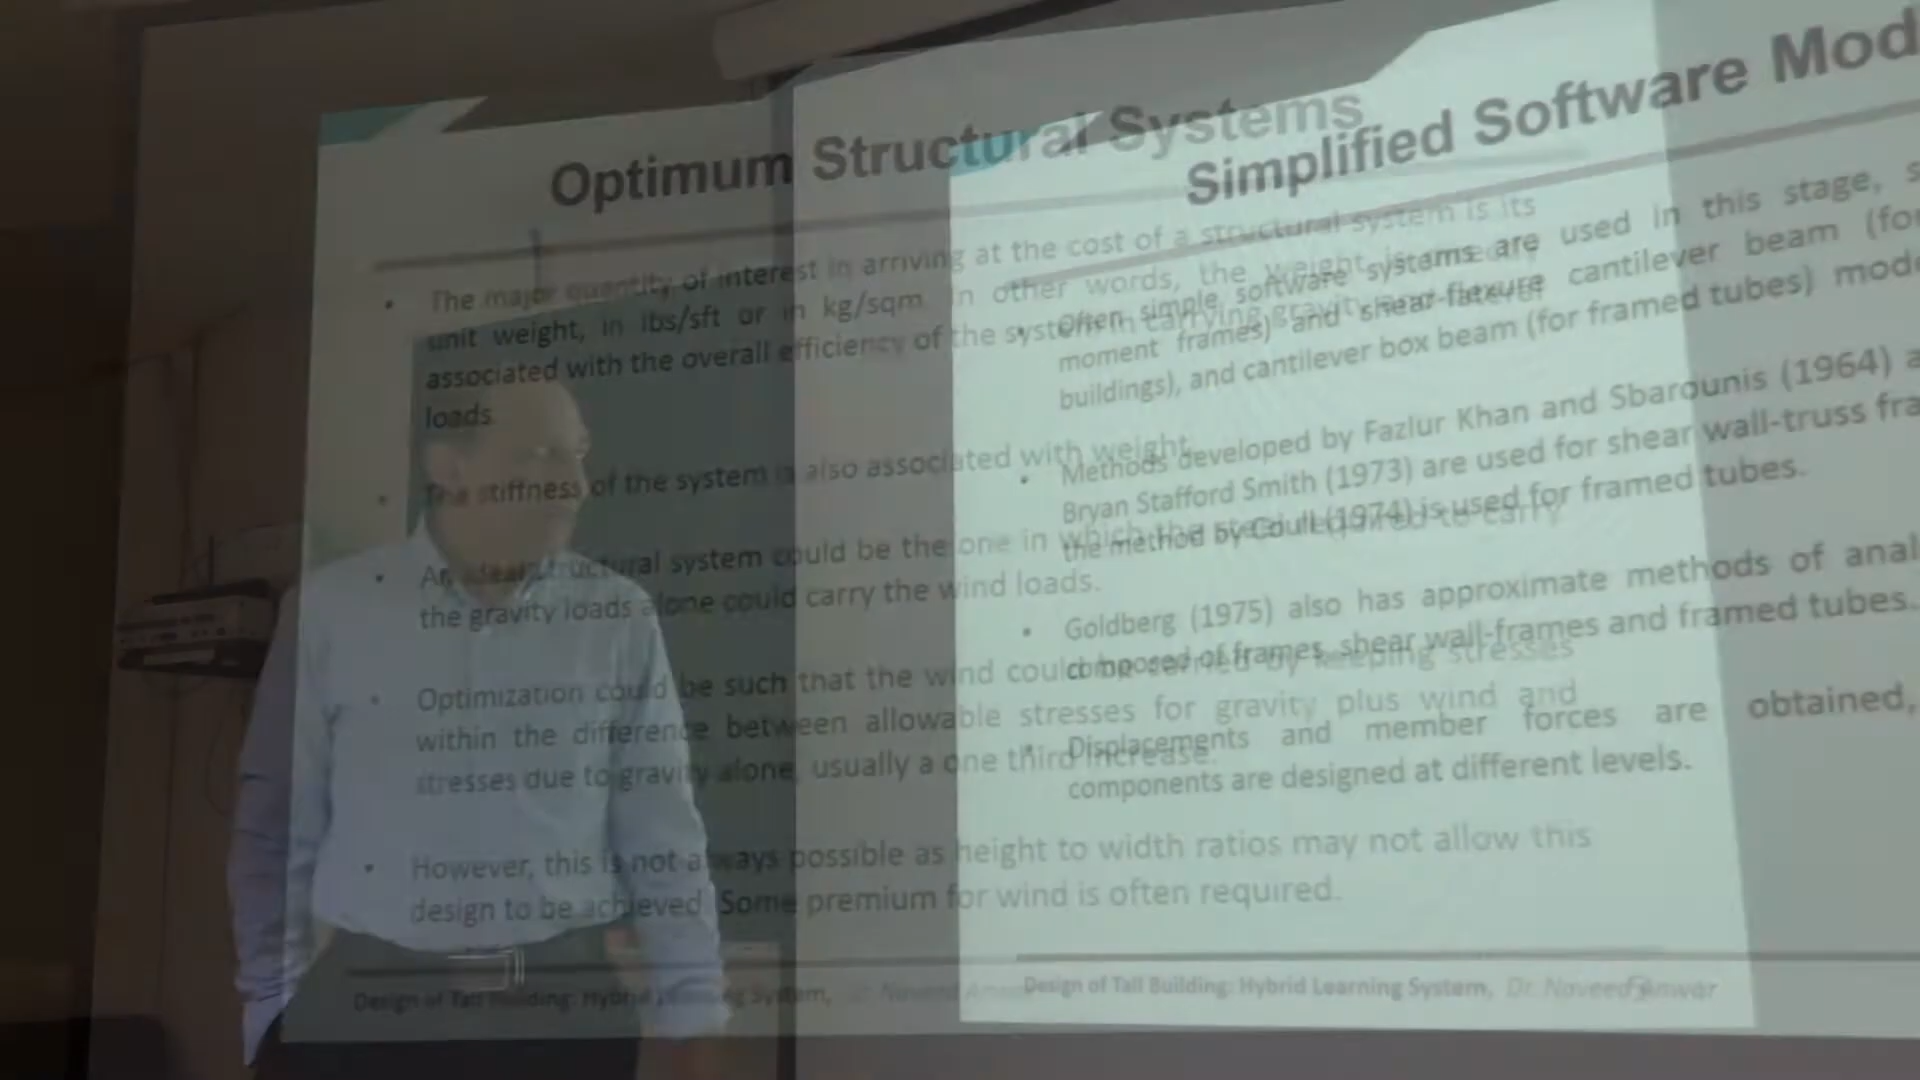 Optimum Structural Systems
The major quantity of interest in arriving at the cost of a structural system is its
unit weight, in lbs/sft or in kg/sqm. In other words, the weight is
associated with the overall efficiency of the system in carrying gravity
loads.
The stiffness of the system is also associated with weight.
An ideal structural system could be the one in which the steel required to carry
the gravity loads alone could carry the wind loads.
Optimization could be such that the wind could be carried by keeping stresses
within the difference between allowable stresses for gravity plus wind and
stresses due to gravity alone, usually a one third increase.
However, this is not always possible as height to width ratios may not allow this
design to be achieved. Some premium for wind is often required.
Design of Tall Building: Hybrid Learning System,
Simplified Software Mod
Often simple, software systems are used in this stage,
moment frames) and shear-flexure cantilever beam
buildings), and cantilever box beam (for framed tubes)
Methods developed by Fazlur Khan and Sbarounis (1964)
Bryan Stafford Smith (1973) are used for shear wall-truss
the method by Coull (1974) is used for framed tubes.
Goldberg (1975) also has approximate methods of
composed of frames, shear wall-frames and framed tubes.
Displacements and member forces are obtained,
components are designed at different levels.
Design of Tall Building: Hybrid Learning System, Dr. Naveed Anwar